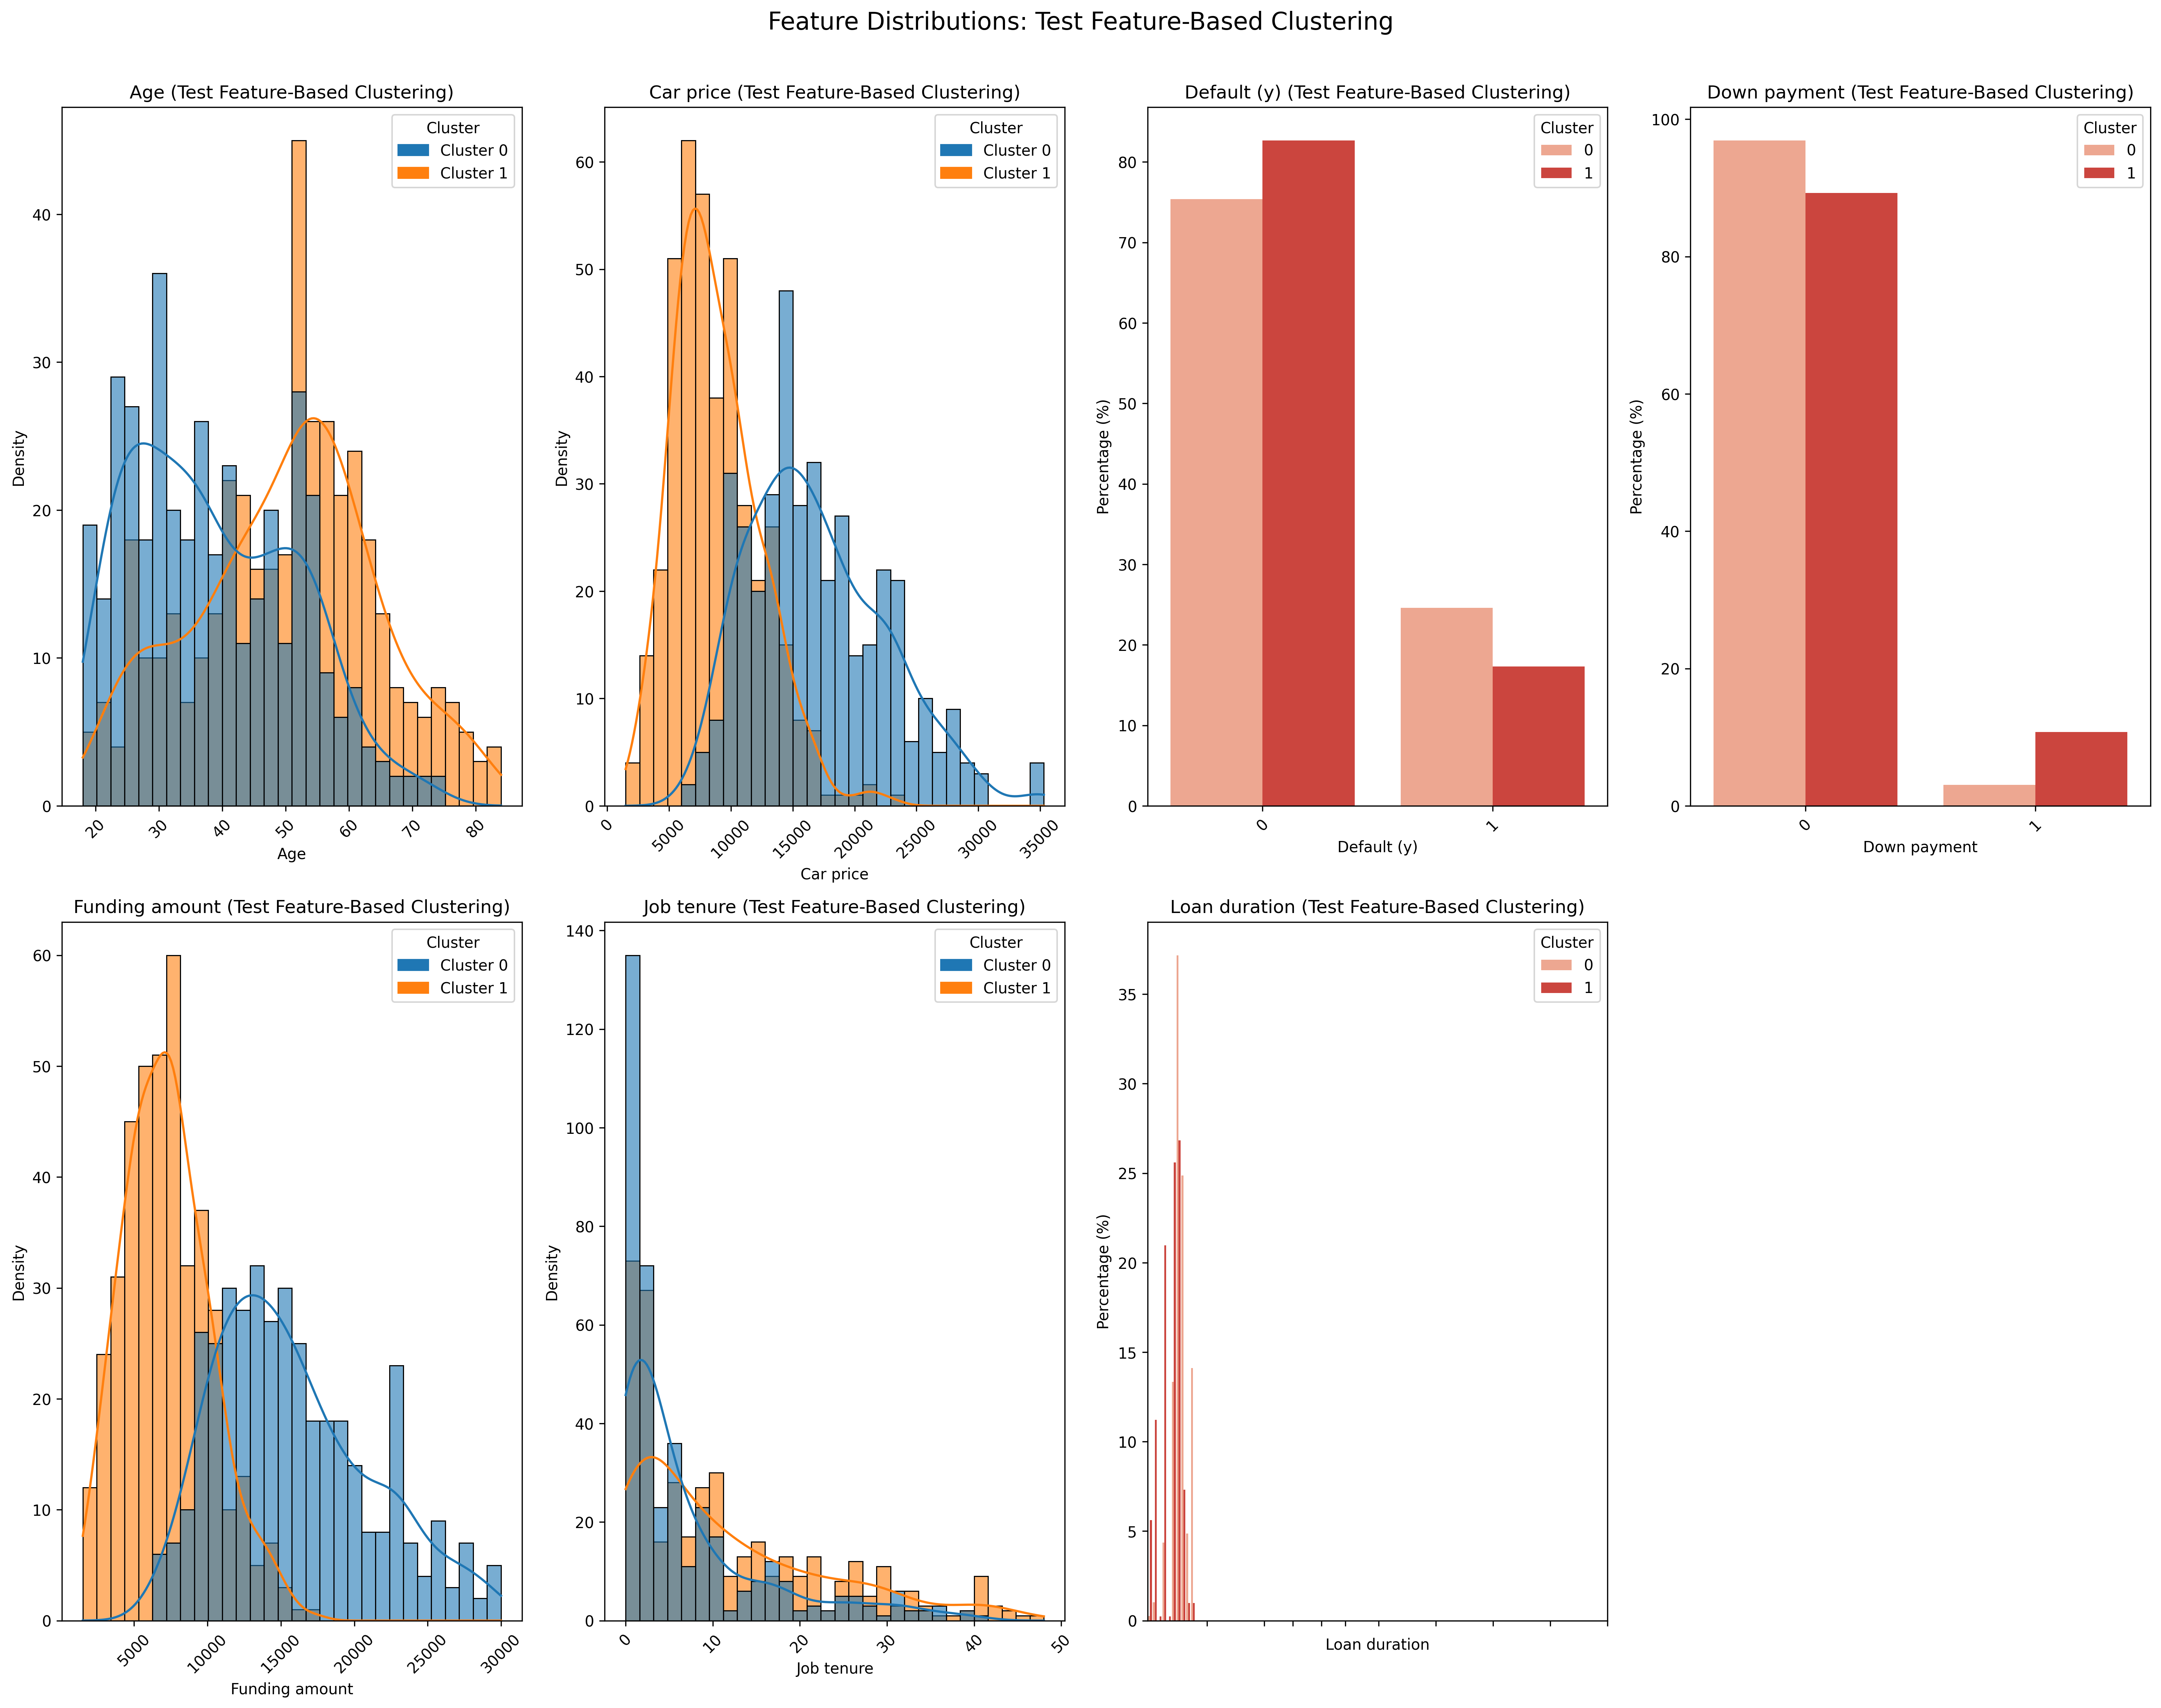 Feature Distributions: Test Feature-Based Clustering
Age (Test Feature-Based Clustering)
Density
0
10
20
30
40
Cluster
Cluster 0
Cluster 1
20
30
40
50
60
70
80
Age
Car price (Test Feature-Based Clustering)
Density
0
10
20
30
40
50
60
Cluster
Cluster 0
Cluster 1
0
5000
10000
15000
20000
25000
30000
35000
Car price
Default (y) (Test Feature-Based Clustering)
Percentage (%)
0
10
20
30
40
50
60
70
80
Cluster
0
1
0
1
Default (y)
Down payment (Test Feature-Based Clustering)
Percentage (%)
0
20
40
60
80
100
Cluster
0
1
0
1
Down payment
Funding amount (Test Feature-Based Clustering)
Density
0
10
20
30
40
50
60
Cluster
Cluster 0
Cluster 1
5000
10000
15000
20000
25000
30000
Funding amount
Job tenure (Test Feature-Based Clustering)
Density
0
20
40
60
80
100
120
140
Cluster
Cluster 0
Cluster 1
0
10
20
30
40
50
Job tenure
Loan duration (Test Feature-Based Clustering)
Percentage (%)
0
5
10
15
20
25
30
35
Cluster
0
1
Loan duration